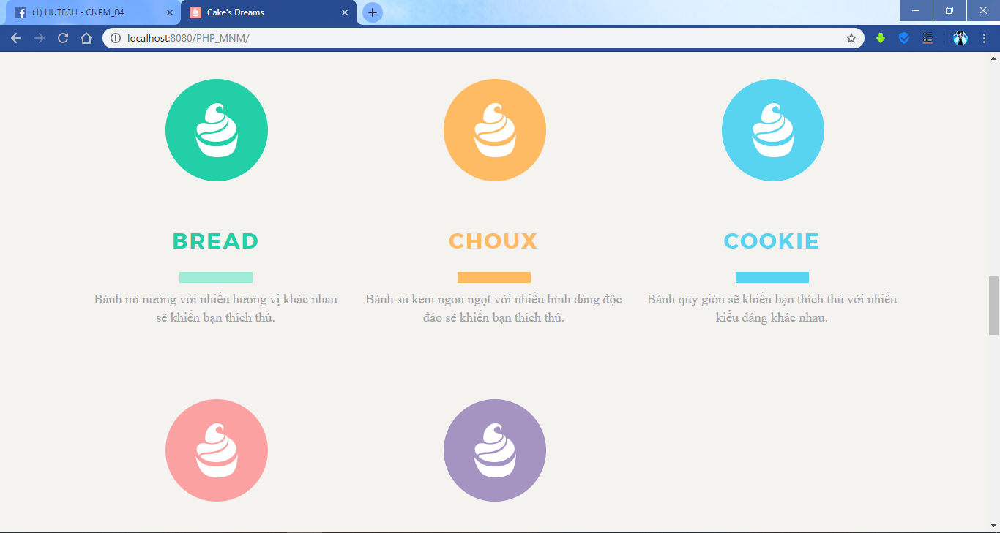 (1) HUTECH - CNPM_04
Cake's Dreams
localhost:8080/PHP_MNM/
BREAD
CHOUX
COOKIE
Bánh mì nướng với nhiều hương vị khác nhau
sẽ khiến bạn thích thú.
Bánh su kem ngon ngọt với nhiều hình dáng độc
đáo sẽ khiến bạn thích thú.
Bánh quy giòn sẽ khiến bạn thích thú với nhiều
kiểu dáng khác nhau.